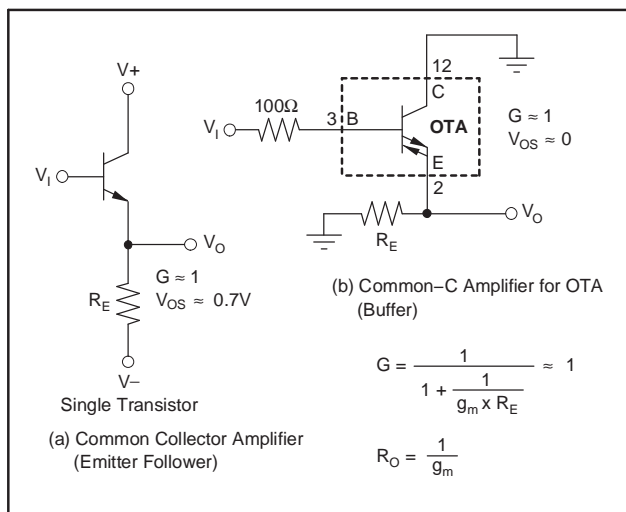 V+
V_I
V_O
R_E
G ≈ 1
V_OS ≈ 0.7V
V−
Single Transistor
(a) Common Collector Amplifier
(Emitter Follower)
12
C
100Ω
3
B
V_I
OTA
G ≈ 1
V_OS ≈ 0
E
2
R_E
V_O
(b) Common−C Amplifier for OTA
(Buffer)
G = 1 / (1 + 1 / (g_m x R_E)) ≈ 1
R_O = 1 / g_m